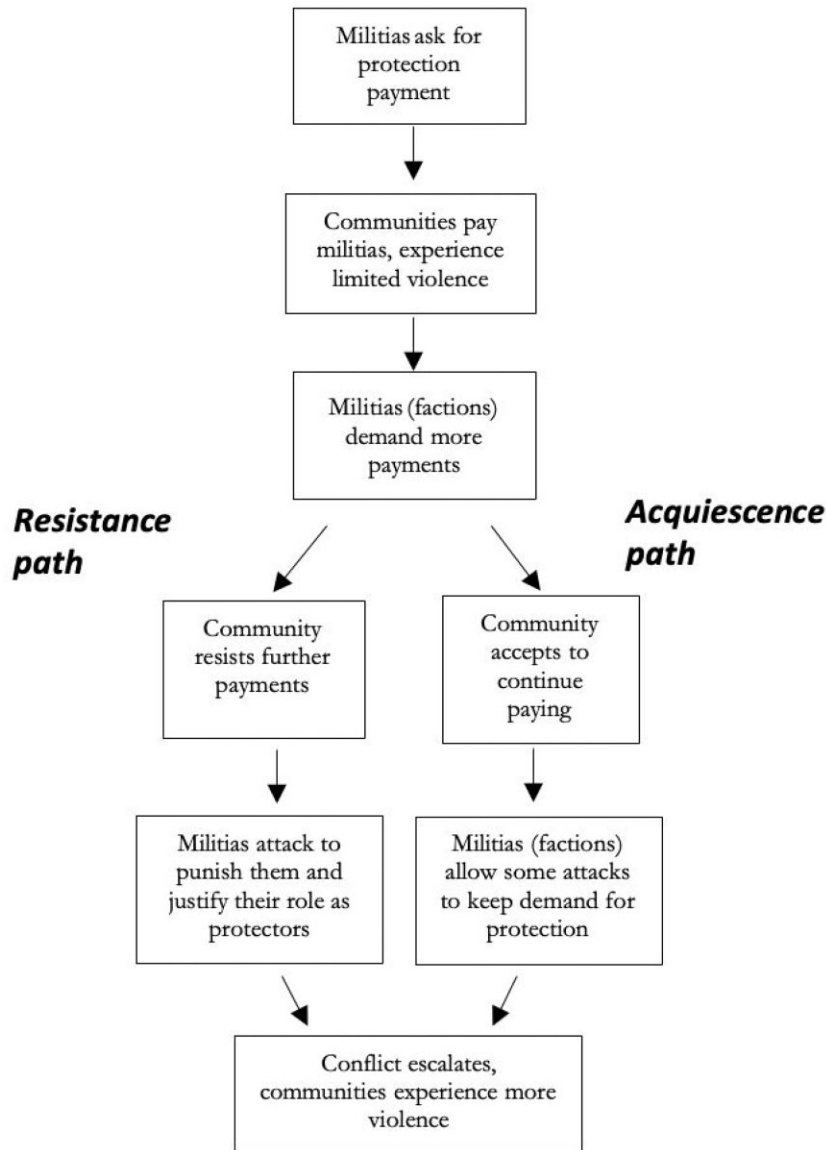 Militias ask for
protection
payment
Communities pay
militias, experience
limited violence
Militias (factions)
demand more
payments
Resistance
path
Acquiescence
path
Community
resists further
payments
Community
accepts to
continue
paying
Militias attack to
punish them and
justify their role as
protectors
Militias (factions)
allow some attacks
to keep demand for
protection
Conflict escalates,
communities experience more
violence